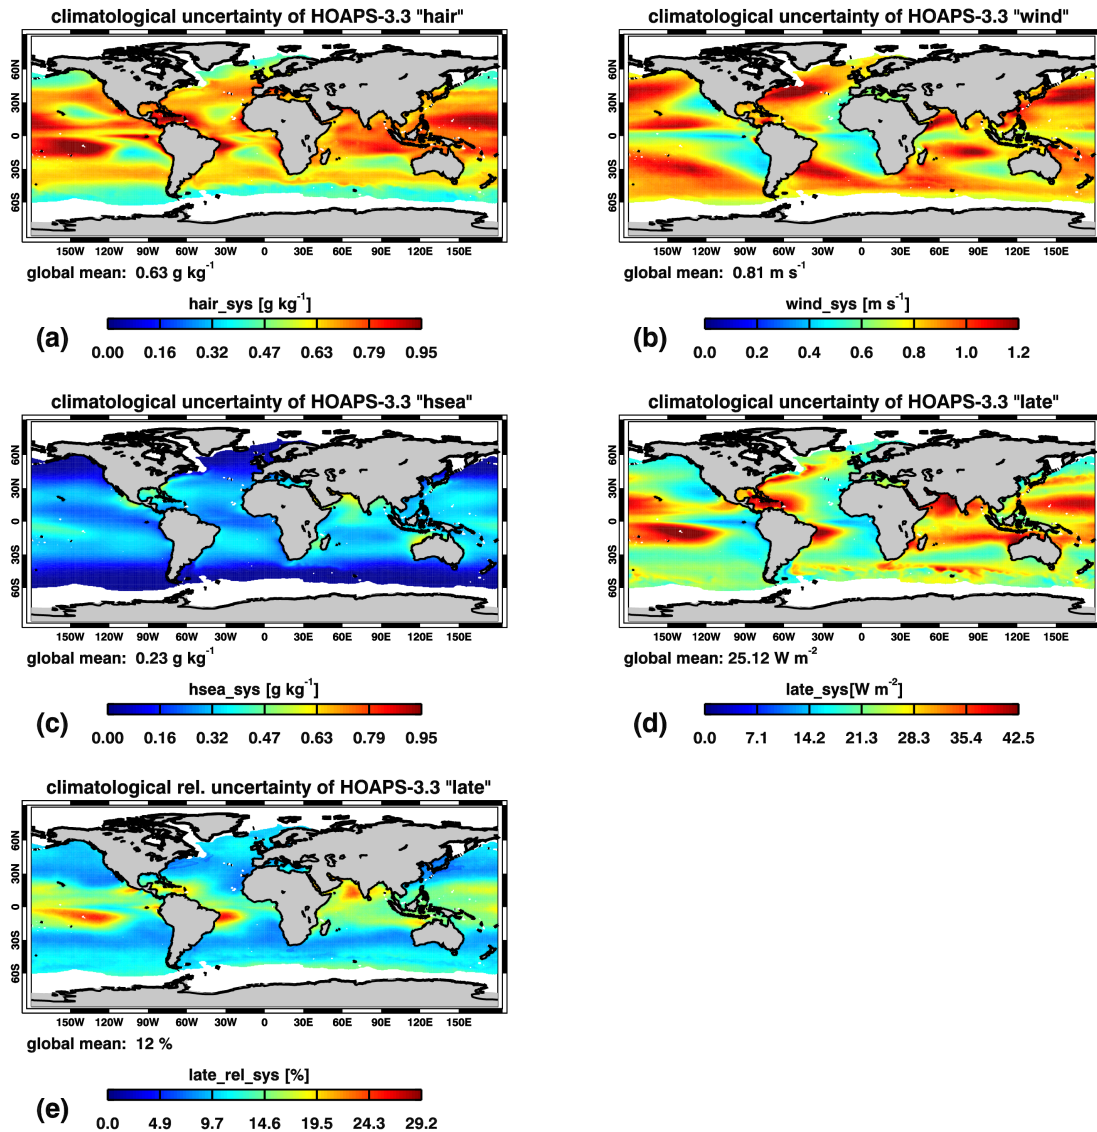 climatological uncertainty of HOAPS-3.3 "hair"
60N
30N
0
30S
60S
150W 120W 90W 60W 30W 0 30E 60E 90E 120E 150E
global mean: 0.63 g kg⁻¹
hair_sys [g kg⁻¹]
(a)
0.00 0.16 0.32 0.47 0.63 0.79 0.95
climatological uncertainty of HOAPS-3.3 "wind"
60N
30N
0
30S
60S
150W 120W 90W 60W 30W 0 30E 60E 90E 120E 150E
global mean: 0.81 m s⁻¹
wind_sys [m s⁻¹]
(b)
0.0 0.2 0.4 0.6 0.8 1.0 1.2
climatological uncertainty of HOAPS-3.3 "hsea"
60N
30N
0
30S
60S
150W 120W 90W 60W 30W 0 30E 60E 90E 120E 150E
global mean: 0.23 g kg⁻¹
hsea_sys [g kg⁻¹]
(c)
0.00 0.16 0.32 0.47 0.63 0.79 0.95
climatological uncertainty of HOAPS-3.3 "late"
60N
30N
0
30S
60S
150W 120W 90W 60W 30W 0 30E 60E 90E 120E 150E
global mean: 25.12 W m⁻²
late_sys[W m⁻²]
(d)
0.0 7.1 14.2 21.3 28.3 35.4 42.5
climatological rel. uncertainty of HOAPS-3.3 "late"
60N
30N
0
30S
60S
150W 120W 90W 60W 30W 0 30E 60E 90E 120E 150E
global mean: 12 %
late_rel_sys [%]
(e)
0.0 4.9 9.7 14.6 19.5 24.3 29.2